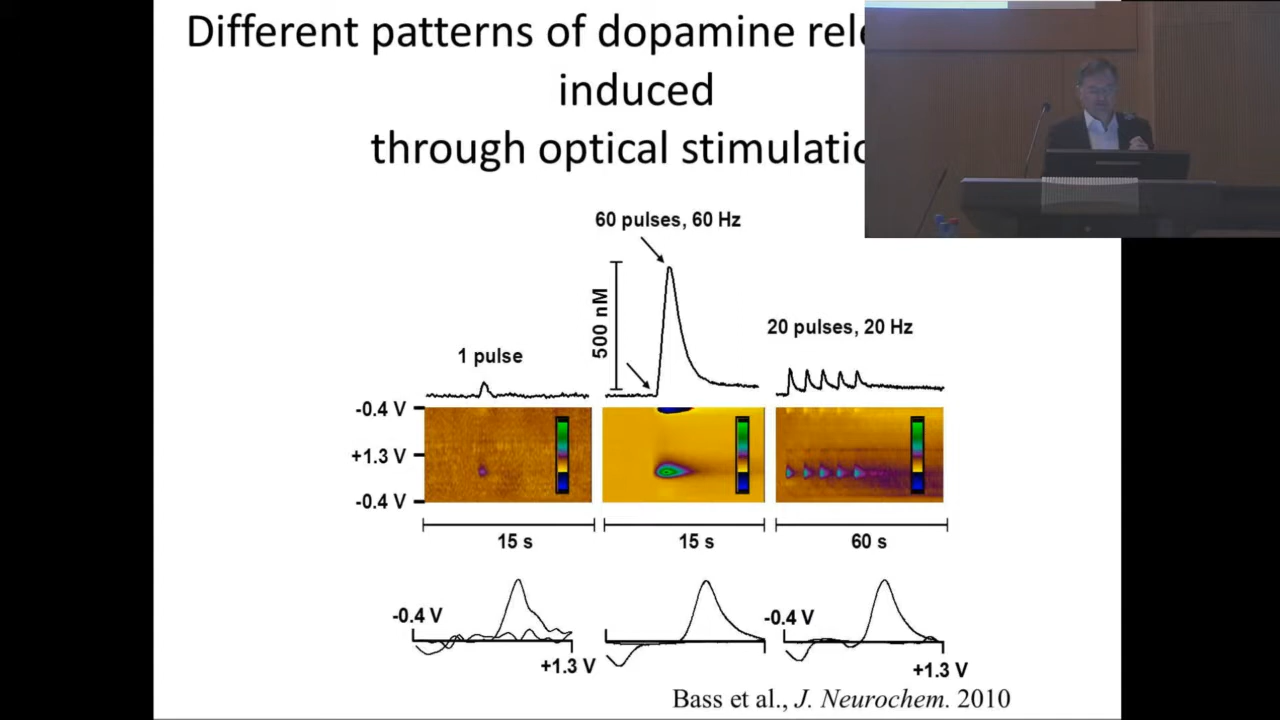 Different patterns of dopamine rel
induced
through optical stimulatio
60 pulses, 60 Hz
500 nM
20 pulses, 20 Hz
1 pulse
-0.4 V
+1.3 V
-0.4 V
15 s
15 s
60 s
-0.4 V
+1.3 V
-0.4 V
+1.3 V
Bass et al., J. Neurochem. 2010